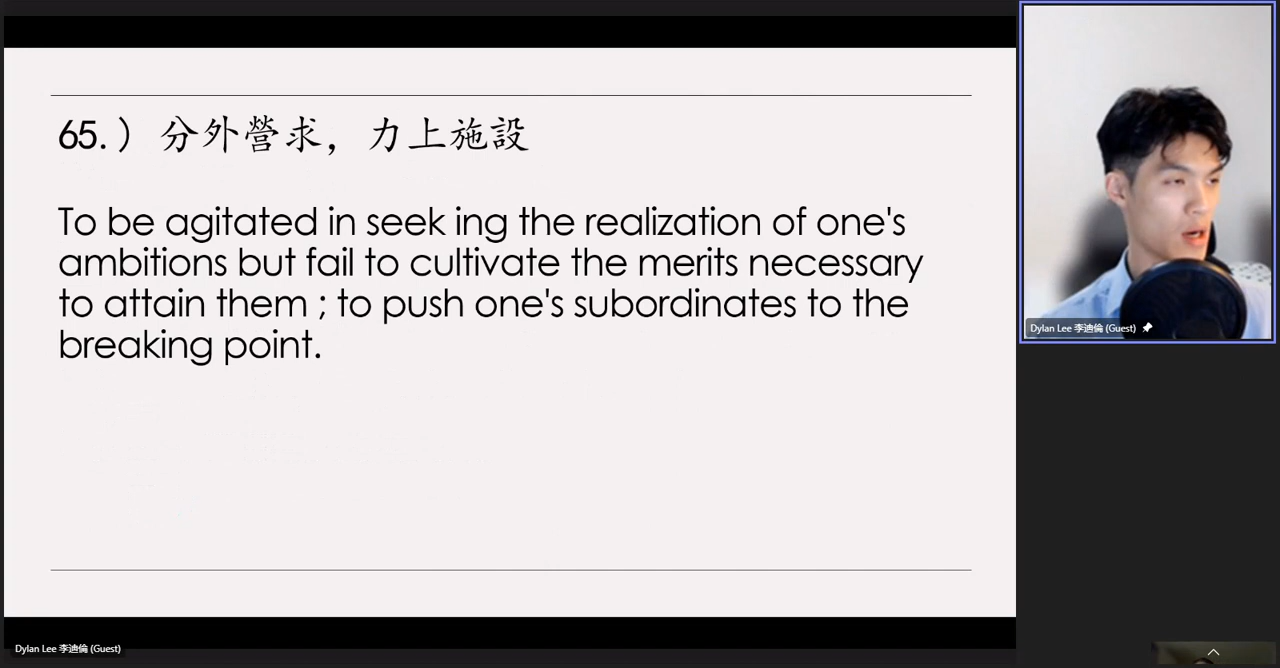 65.）分外營求，力上施設
To be agitated in seek ing the realization of one's
ambitions but fail to cultivate the merits necessary
to attain them ; to push one's subordinates to the
breaking point.
Dylan Lee 李迪倫 (Guest)
Dylan Lee 李迪倫 (Guest)